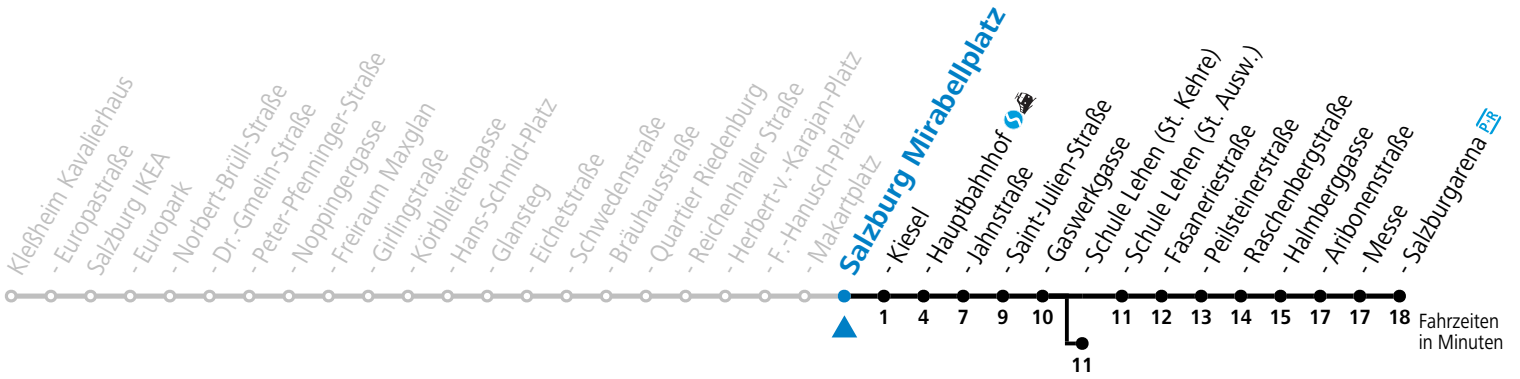 Kleßheim Kavalierhaus
- Europastraße
Salzburg IKEA
- Europark
- Norbert-Brüll-Straße
- Dr.-Gmelin-Straße
- Peter-Pfenninger-Straße
- Noppingergasse
- Freiraum Maxglan
- Girlingstraße
- Körblleitengasse
- Hans-Schmid-Platz
- Glansteg
- Eichetstraße
- Schwedenstraße
- Bräuhausstraße
- Quartier Riedenburg
- Reichenhaller Straße
- Herbert-v.-Karajan-Platz
- F.-Hanusch-Platz
- Makartplatz
Salzburg Mirabellplatz
- Kiesel
- Hauptbahnhof
- Jahnstraße
- Saint-Julien-Straße
- Gaswerkgasse
- Schule Lehen (St. Kehre)
- Schule Lehen (St. Ausw.)
- Fasaneriestraße
- Peilsteinerstraße
- Raschenbergstraße
- Halmberggasse
- Aribonenstraße
- Messe
- Salzburgarena P+R
1 4 7 9 10 11 12 13 14 15 17 17 18
11
Fahrzeiten
in Minuten